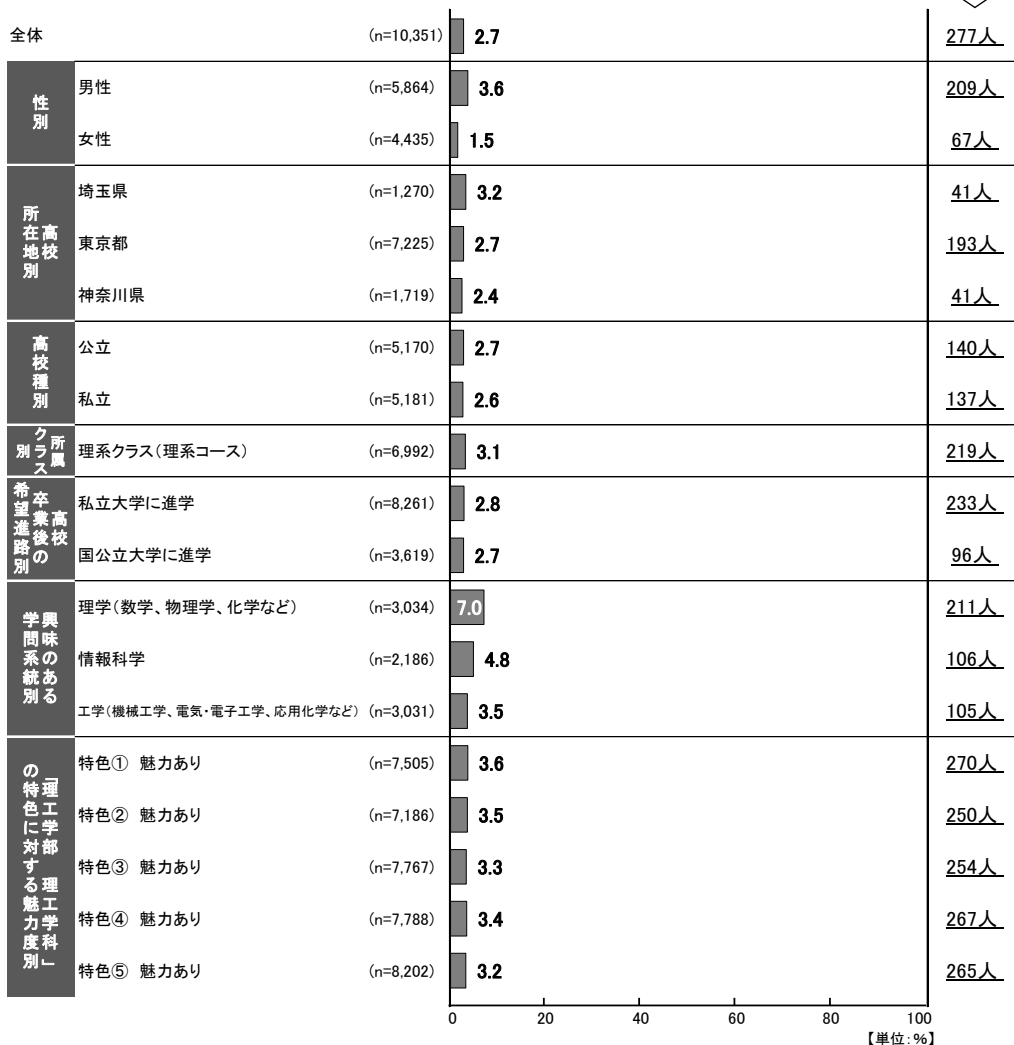 全体 (n=10,351) 2.7 277人
性別
男性 (n=5,864) 3.6 209人
女性 (n=4,435) 1.5 67人
高校所在地別
埼玉県 (n=1,270) 3.2 41人
東京都 (n=7,225) 2.7 193人
神奈川県 (n=1,719) 2.4 41人
高校種別
公立 (n=5,170) 2.7 140人
私立 (n=5,181) 2.6 137人
所属クラス別
理系クラス(理系コース) (n=6,992) 3.1 219人
高校卒業後の希望進路別
私立大学に進学 (n=8,261) 2.8 233人
国公立大学に進学 (n=3,619) 2.7 96人
興味のある学問系統別
理学(数学、物理学、化学など) (n=3,034) 7.0 211人
情報科学 (n=2,186) 4.8 106人
工学(機械工学、電気・電子工学、応用化学など) (n=3,031) 3.5 105人
「理工学部 理工学科」の特色に対する魅力度別
特色① 魅力あり (n=7,505) 3.6 270人
特色② 魅力あり (n=7,186) 3.5 250人
特色③ 魅力あり (n=7,767) 3.3 254人
特色④ 魅力あり (n=7,788) 3.4 267人
特色⑤ 魅力あり (n=8,202) 3.2 265人
0 20 40 60 80 100
【単位:%】